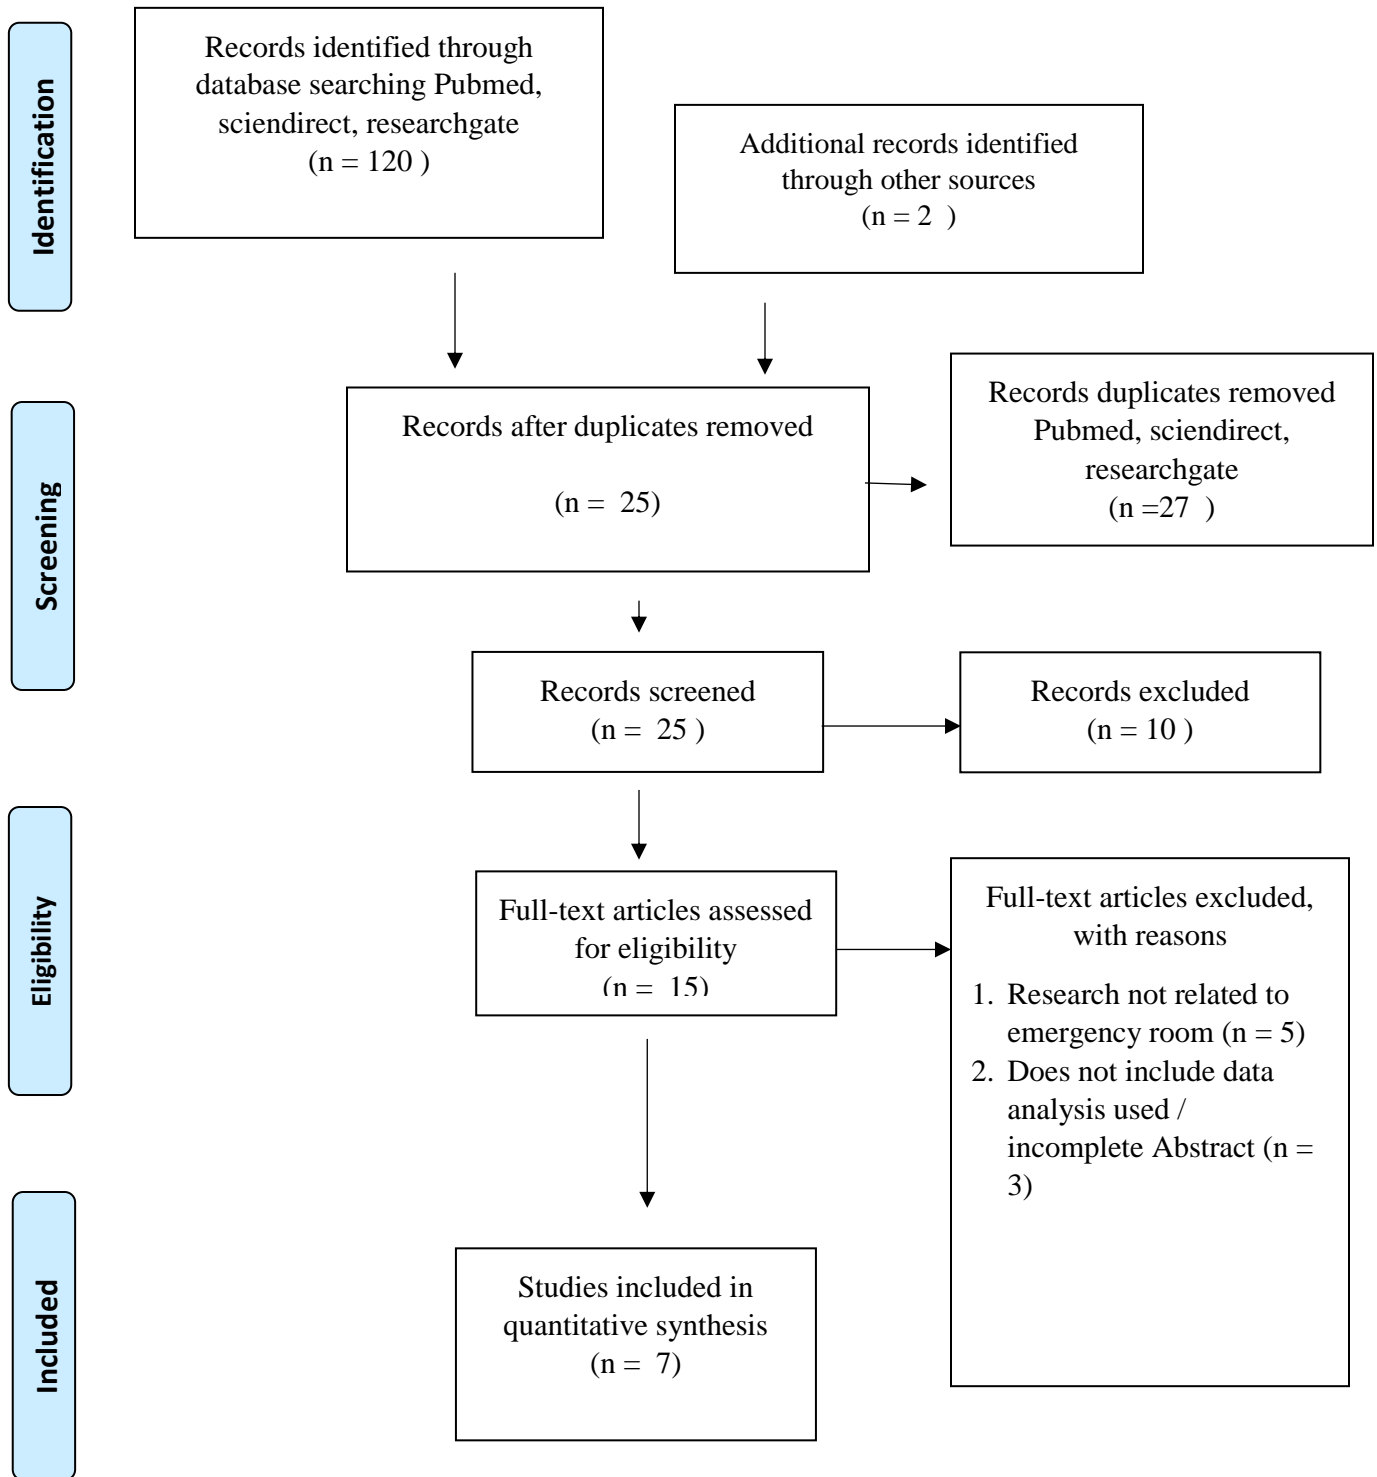 Identification
Records identified through
database searching Pubmed,
sciendirect, researchgate
(n = 120 )
Additional records identified
through other sources
(n = 2 )
Screening
Records after duplicates removed
(n = 25)
Records duplicates removed
Pubmed, sciendirect,
researchgate
(n =27 )
Records screened
(n = 25 )
Records excluded
(n = 10 )
Eligibility
Full-text articles assessed
for eligibility
(n = 15)
Full-text articles excluded,
with reasons
1. Research not related to
emergency room (n = 5)
2. Does not include data
analysis used /
incomplete Abstract (n =
3)
Included
Studies included in
quantitative synthesis
(n = 7)